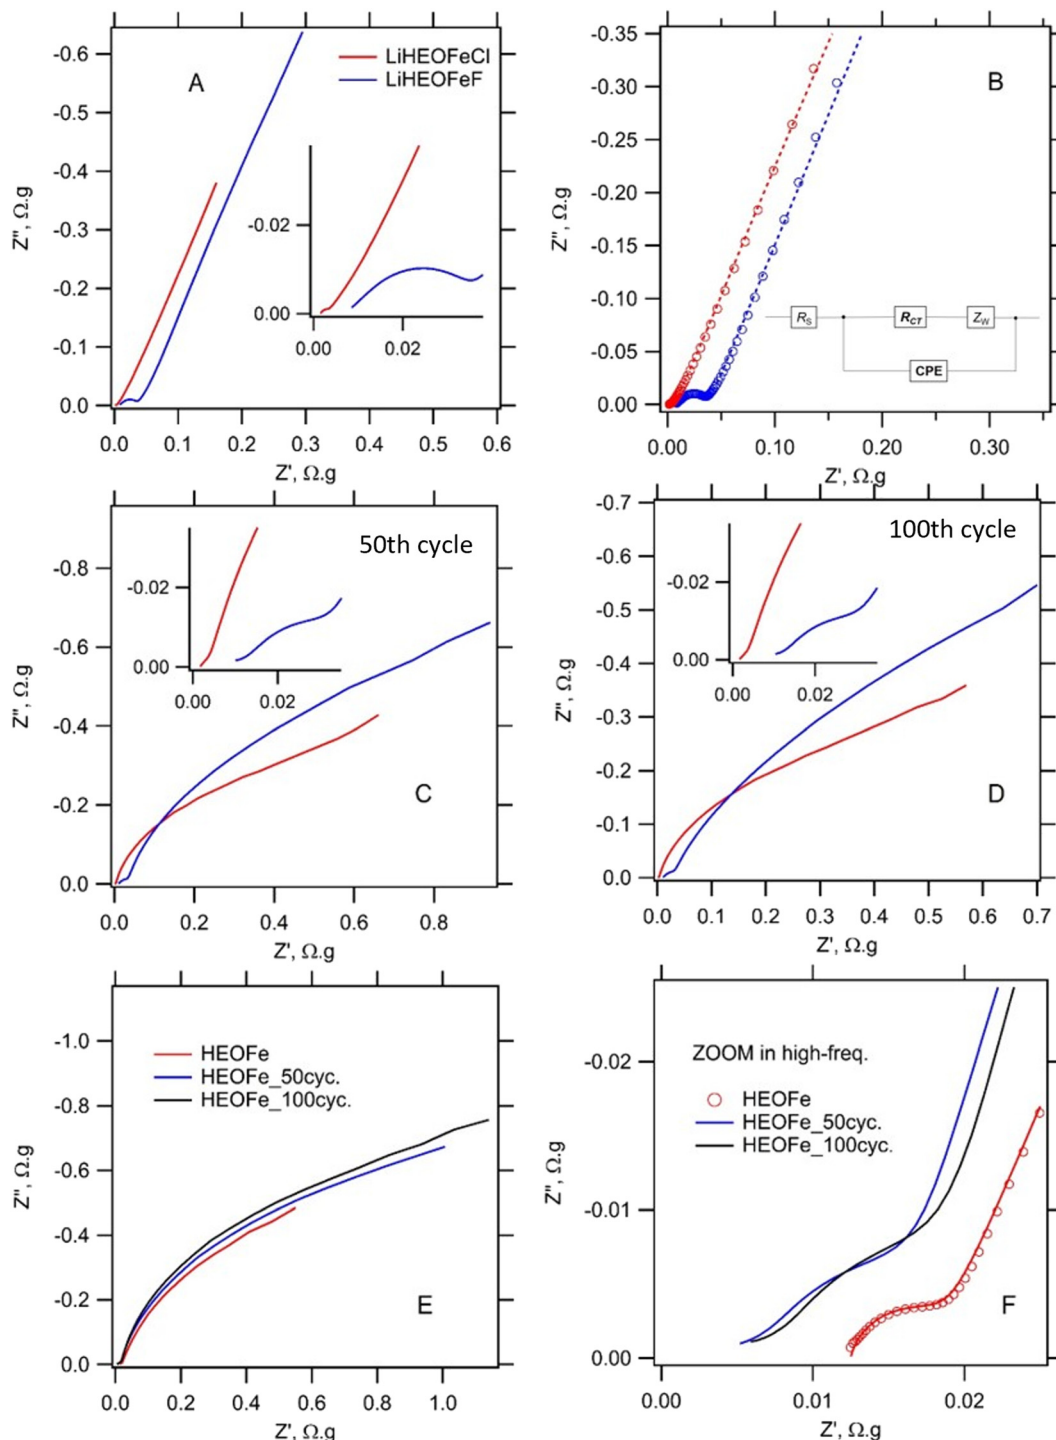 A
LiHEOFeCl
LiHEOFeF
Z", Ω.g
-0.6
-0.5
-0.4
-0.3
-0.2
-0.1
0.0
0.0 0.1 0.2 0.3 0.4 0.5 0.6
Z', Ω.g
-0.02
0.00
0.00 0.02
B
Z", Ω.g
-0.35
-0.30
-0.25
-0.20
-0.15
-0.10
-0.05
0.00
0.00 0.10 0.20 0.30
Z', Ω.g
RS RCT ZW
CPE
50th cycle
C
Z", Ω.g
-0.8
-0.6
-0.4
-0.2
0.0
0.0 0.2 0.4 0.6 0.8
Z', Ω.g
-0.02
0.00
0.00 0.02
100th cycle
D
Z", Ω.g
-0.7
-0.6
-0.5
-0.4
-0.3
-0.2
-0.1
0.0
0.0 0.1 0.2 0.3 0.4 0.5 0.6 0.7
Z', Ω.g
-0.02
0.00
0.00 0.02
HEOFe
HEOFe_50cyc.
HEOFe_100cyc.
E
Z", Ω.g
-1.0
-0.8
-0.6
-0.4
-0.2
0.0
0.0 0.2 0.4 0.6 0.8 1.0
Z', Ω.g
ZOOM in high-freq.
HEOFe
HEOFe_50cyc.
HEOFe_100cyc.
F
Z", Ω.g
-0.02
-0.01
0.00
0.00 0.01 0.02
Z', Ω.g